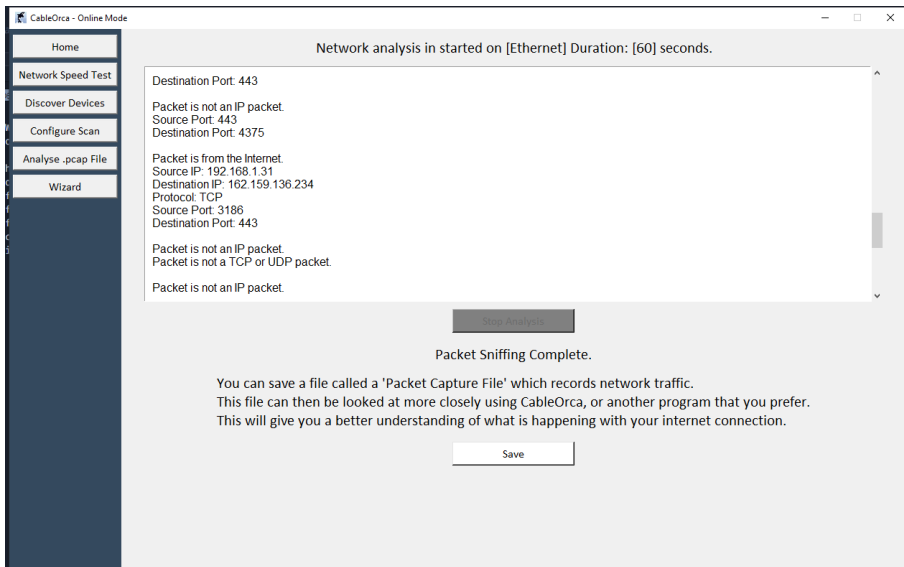 CableOrca - Online Mode
Home
Network Speed Test
Discover Devices
Configure Scan
Analyse .pcap File
Wizard
Network analysis in started on [Ethernet] Duration: [60] seconds.
Destination Port: 443
Packet is not an IP packet.
Source Port: 443
Destination Port: 4375
Packet is from the Internet.
Source IP: 192.168.1.31
Destination IP: 162.159.136.234
Protocol: TCP
Source Port: 3186
Destination Port: 443
Packet is not an IP packet.
Packet is not a TCP or UDP packet.
Packet is not an IP packet.
Stop Analysis
Packet Sniffing Complete.
You can save a file called a 'Packet Capture File' which records network traffic.
This file can then be looked at more closely using CableOrca, or another program that you prefer.
This will give you a better understanding of what is happening with your internet connection.
Save